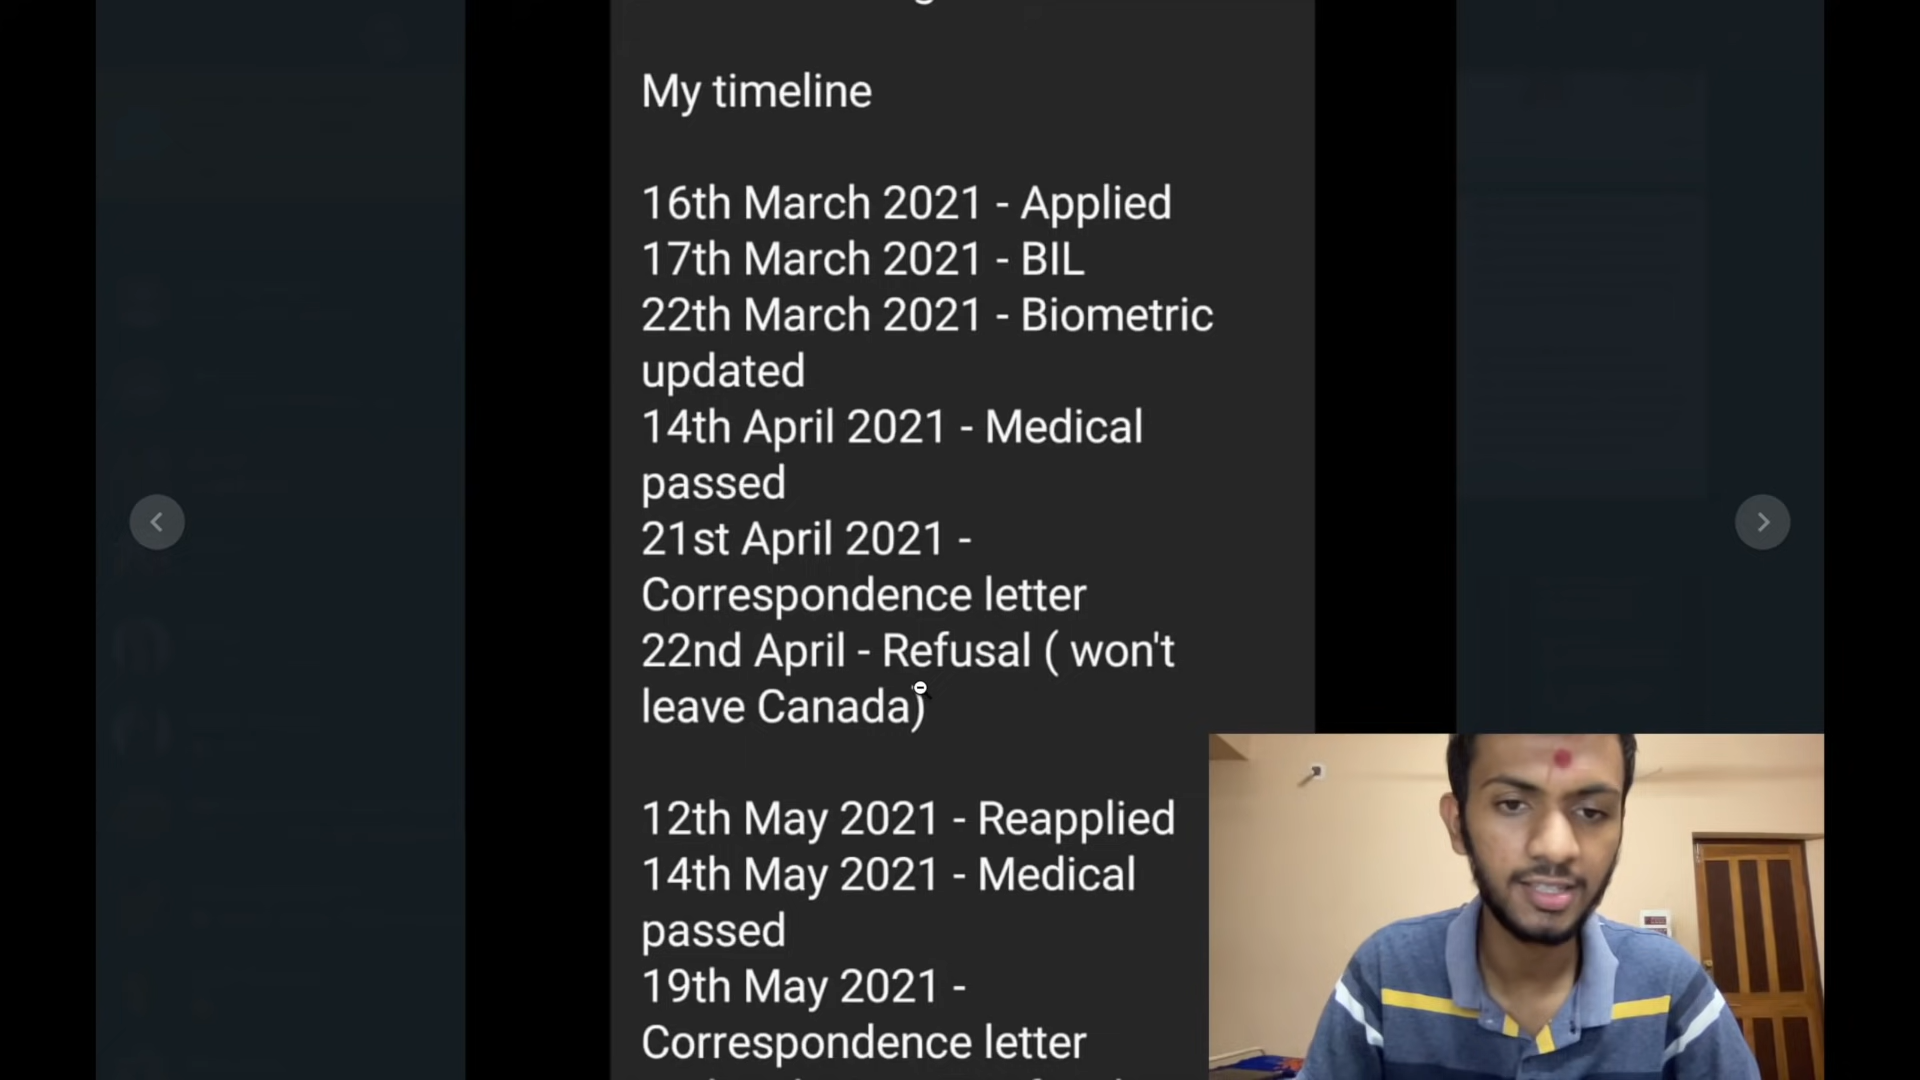 My timeline
16th March 2021 - Applied
17th March 2021 - BIL
22th March 2021 - Biometric
updated
14th April 2021 - Medical
passed
21st April 2021 -
Correspondence letter
22nd April - Refusal ( won't
leave Canada)
12th May 2021 - Reapplied
14th May 2021 - Medical
passed
19th May 2021 -
Correspondence letter